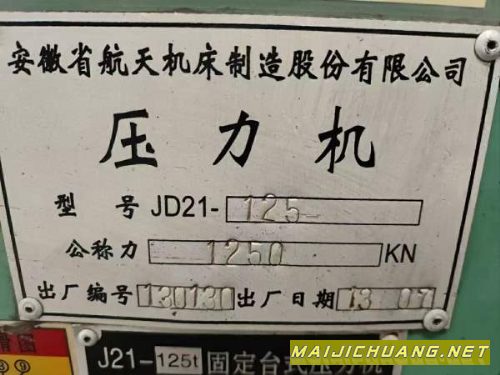 安徽省航天机床制造股份有限公司
压力机
型号 JD21-125
公称力 1250 KN
出厂编号 130130 出厂日期 13 07
J21-125t 固定台式压力机
⑧ ⑨
MAIJICHUANG.NET